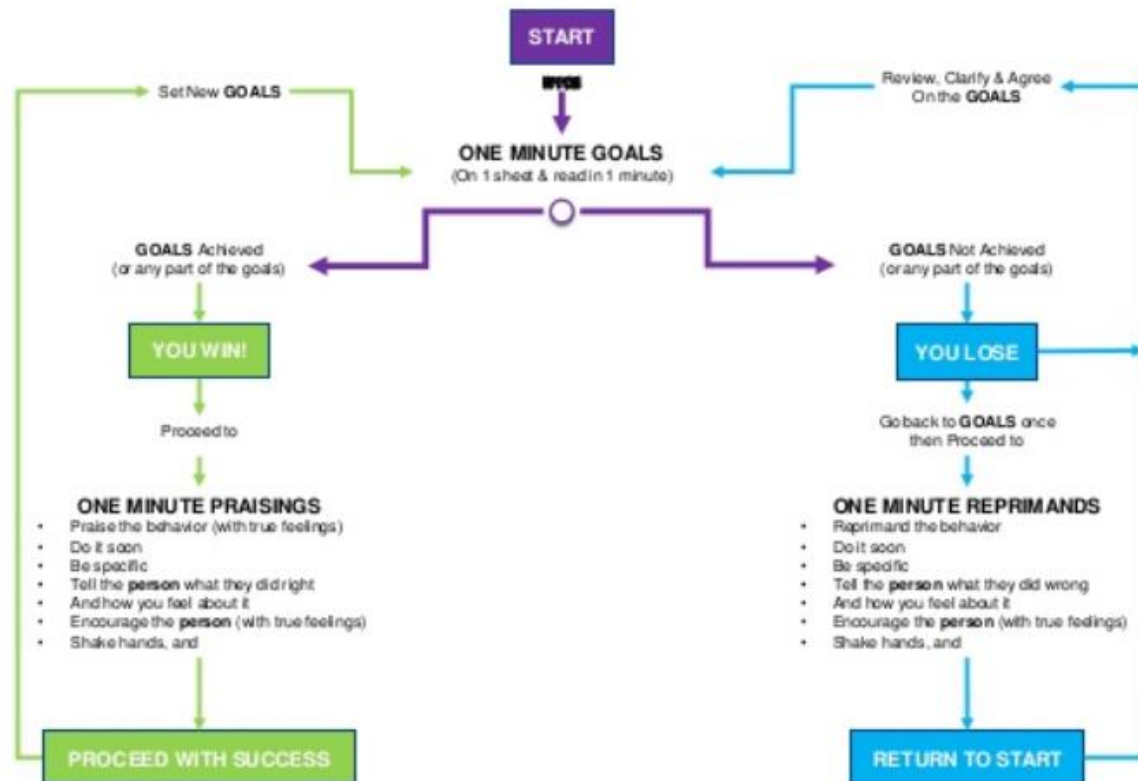 START
Set New GOALS
Review, Clarify & Agree
On the GOALS
ONE MINUTE GOALS
(On 1 sheet & read in 1 minute)
GOALS Achieved
(or any part of the goals)
YOU WIN!
Proceed to
ONE MINUTE PRAISINGS
• Praise the behavior (with true feelings)
• Do it soon
• Be specific
• Tell the person what they did right
• And how you feel about it
• Encourage the person (with true feelings)
• Shake hands, and
PROCEED WITH SUCCESS
GOALS Not Achieved
(or any part of the goals)
YOU LOSE
Go back to GOALS once
then Proceed to
ONE MINUTE REPRIMANDS
• Reprimand the behavior
• Do it soon
• Be specific
• Tell the person what they did wrong
• And how you feel about it
• Encourage the person (with true feelings)
• Shake hands, and
RETURN TO START